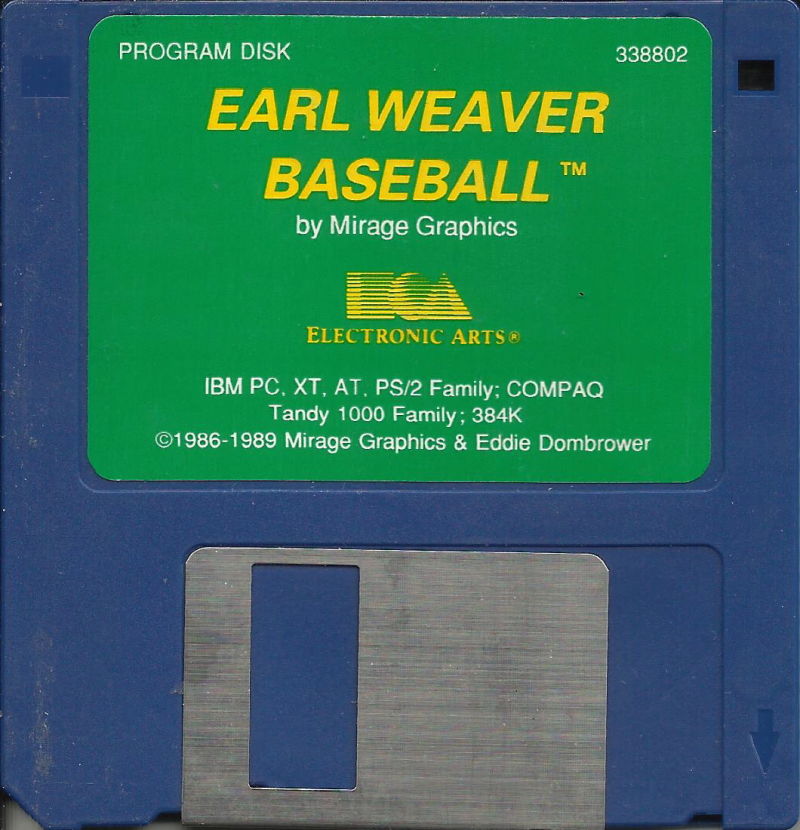 PROGRAM DISK 338802
EARL WEAVER
BASEBALL™
by Mirage Graphics
ELECTRONIC ARTS®
IBM PC, XT, AT, PS/2 Family; COMPAQ
Tandy 1000 Family; 384K
©1986-1989 Mirage Graphics & Eddie Dombrower